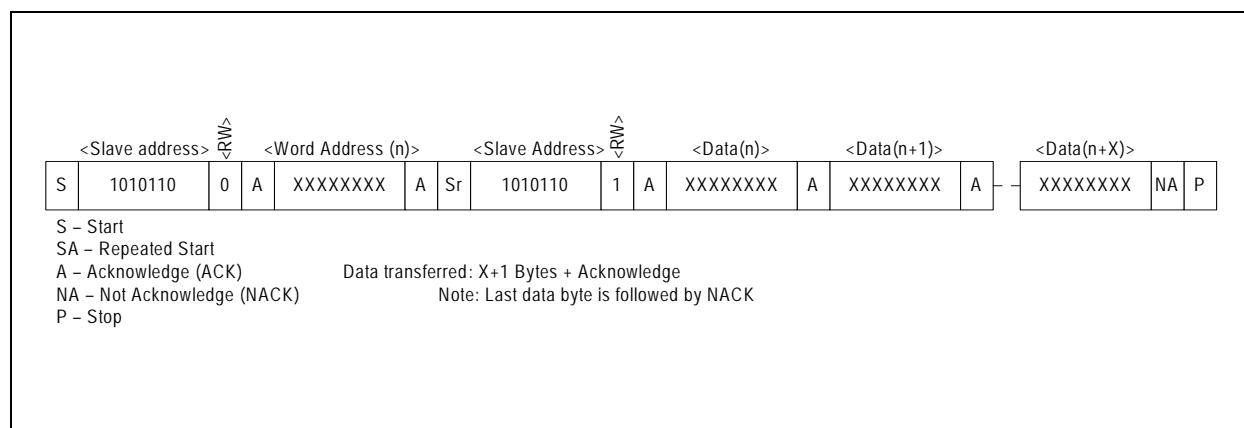 <Slave address> <RW> <Word Address (n)> <Slave Address> <RW> <Data(n)> <Data(n+1)> <Data(n+X)>
S 1010110 0 A XXXXXXXX A Sr 1010110 1 A XXXXXXXX A XXXXXXXX A XXXXXXXX NA P
S – Start
SA – Repeated Start
A – Acknowledge (ACK) Data transferred: X+1 Bytes + Acknowledge
NA – Not Acknowledge (NACK) Note: Last data byte is followed by NACK
P – Stop